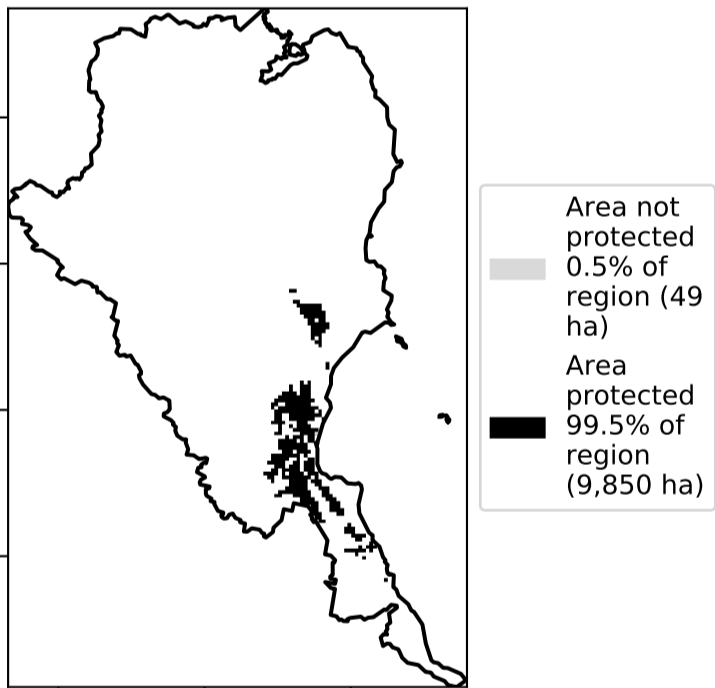 Area not
protected
0.5% of
region (49
ha)
Area
protected
99.5% of
region
(9,850 ha)